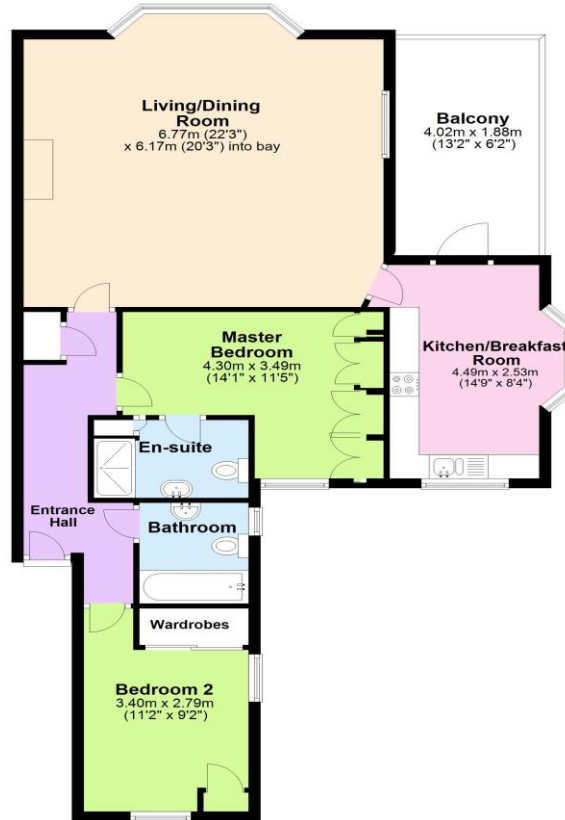 Living/Dining
Room
6.77m (22'3")
x 6.17m (20'3") into bay
Balcony
4.02m x 1.88m
(13'2" x 6'2")
Master
Bedroom
4.30m x 3.49m
(14'1" x 11'5")
Kitchen/Breakfast
Room
4.49m x 2.53m
(14'9" x 8'4")
En-suite
Entrance
Hall
Bathroom
Wardrobes
Bedroom 2
3.40m x 2.79m
(11'2" x 9'2")